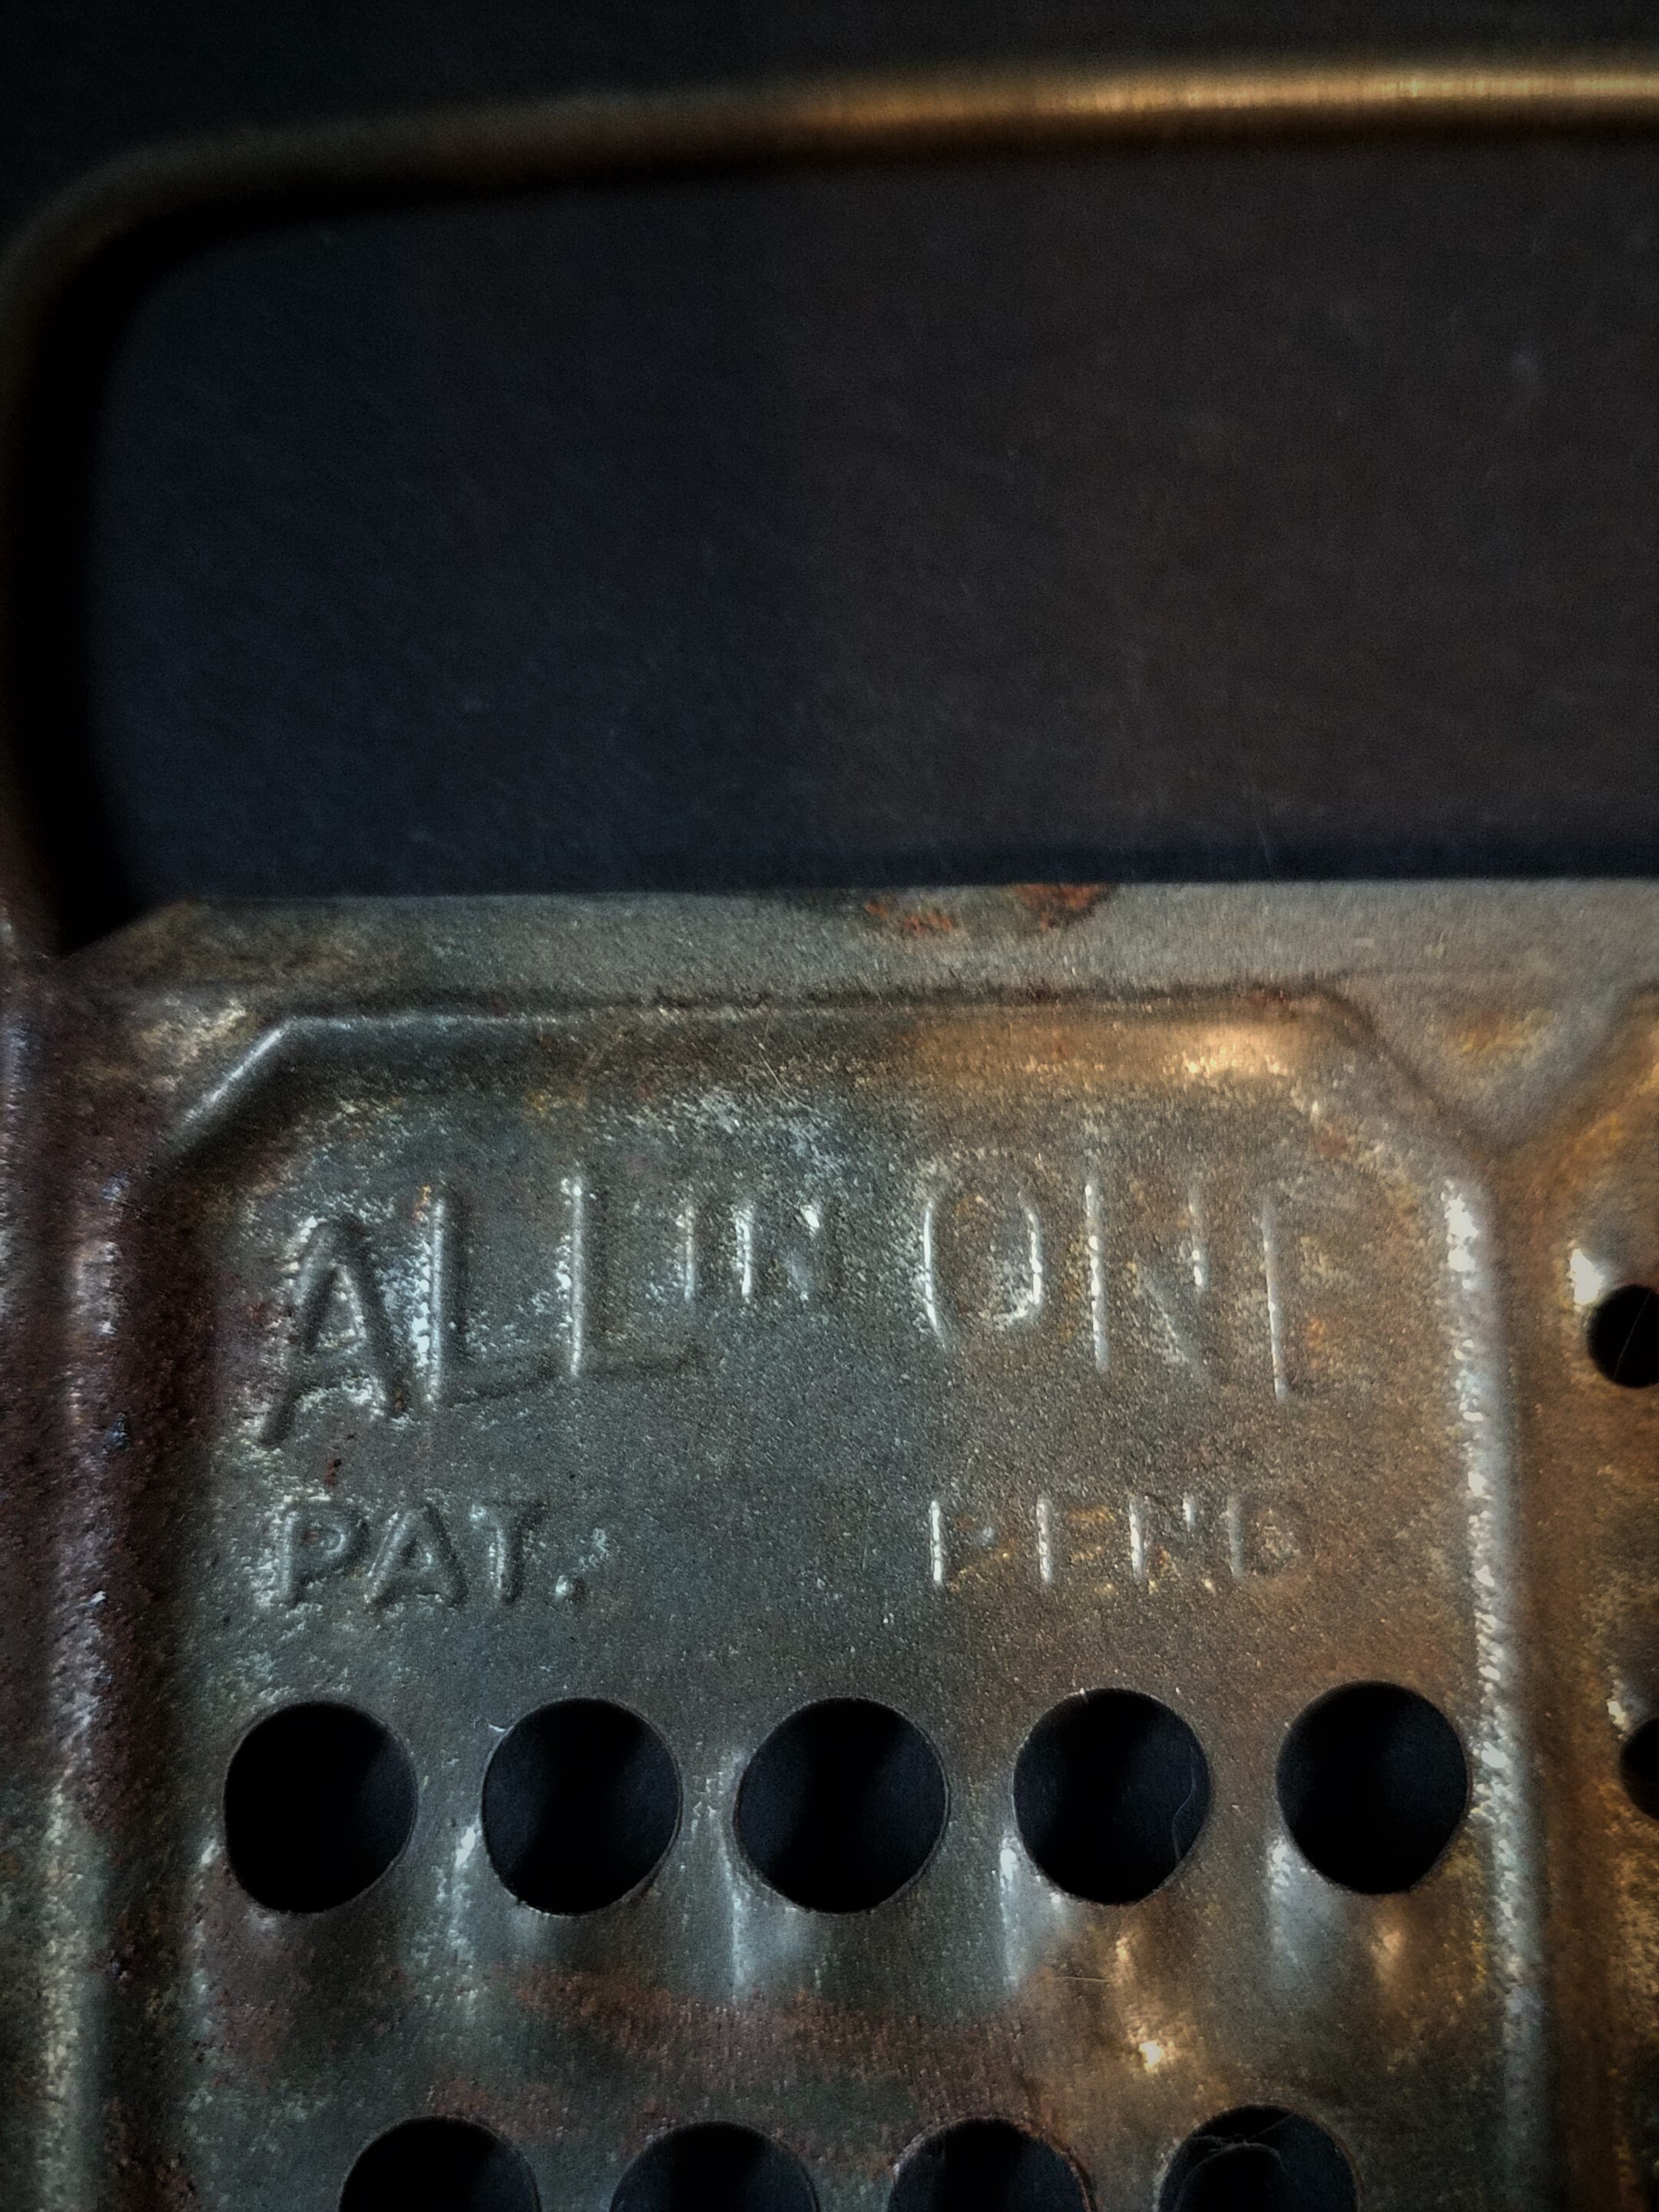 ALL IN ONE
PAT. PEND